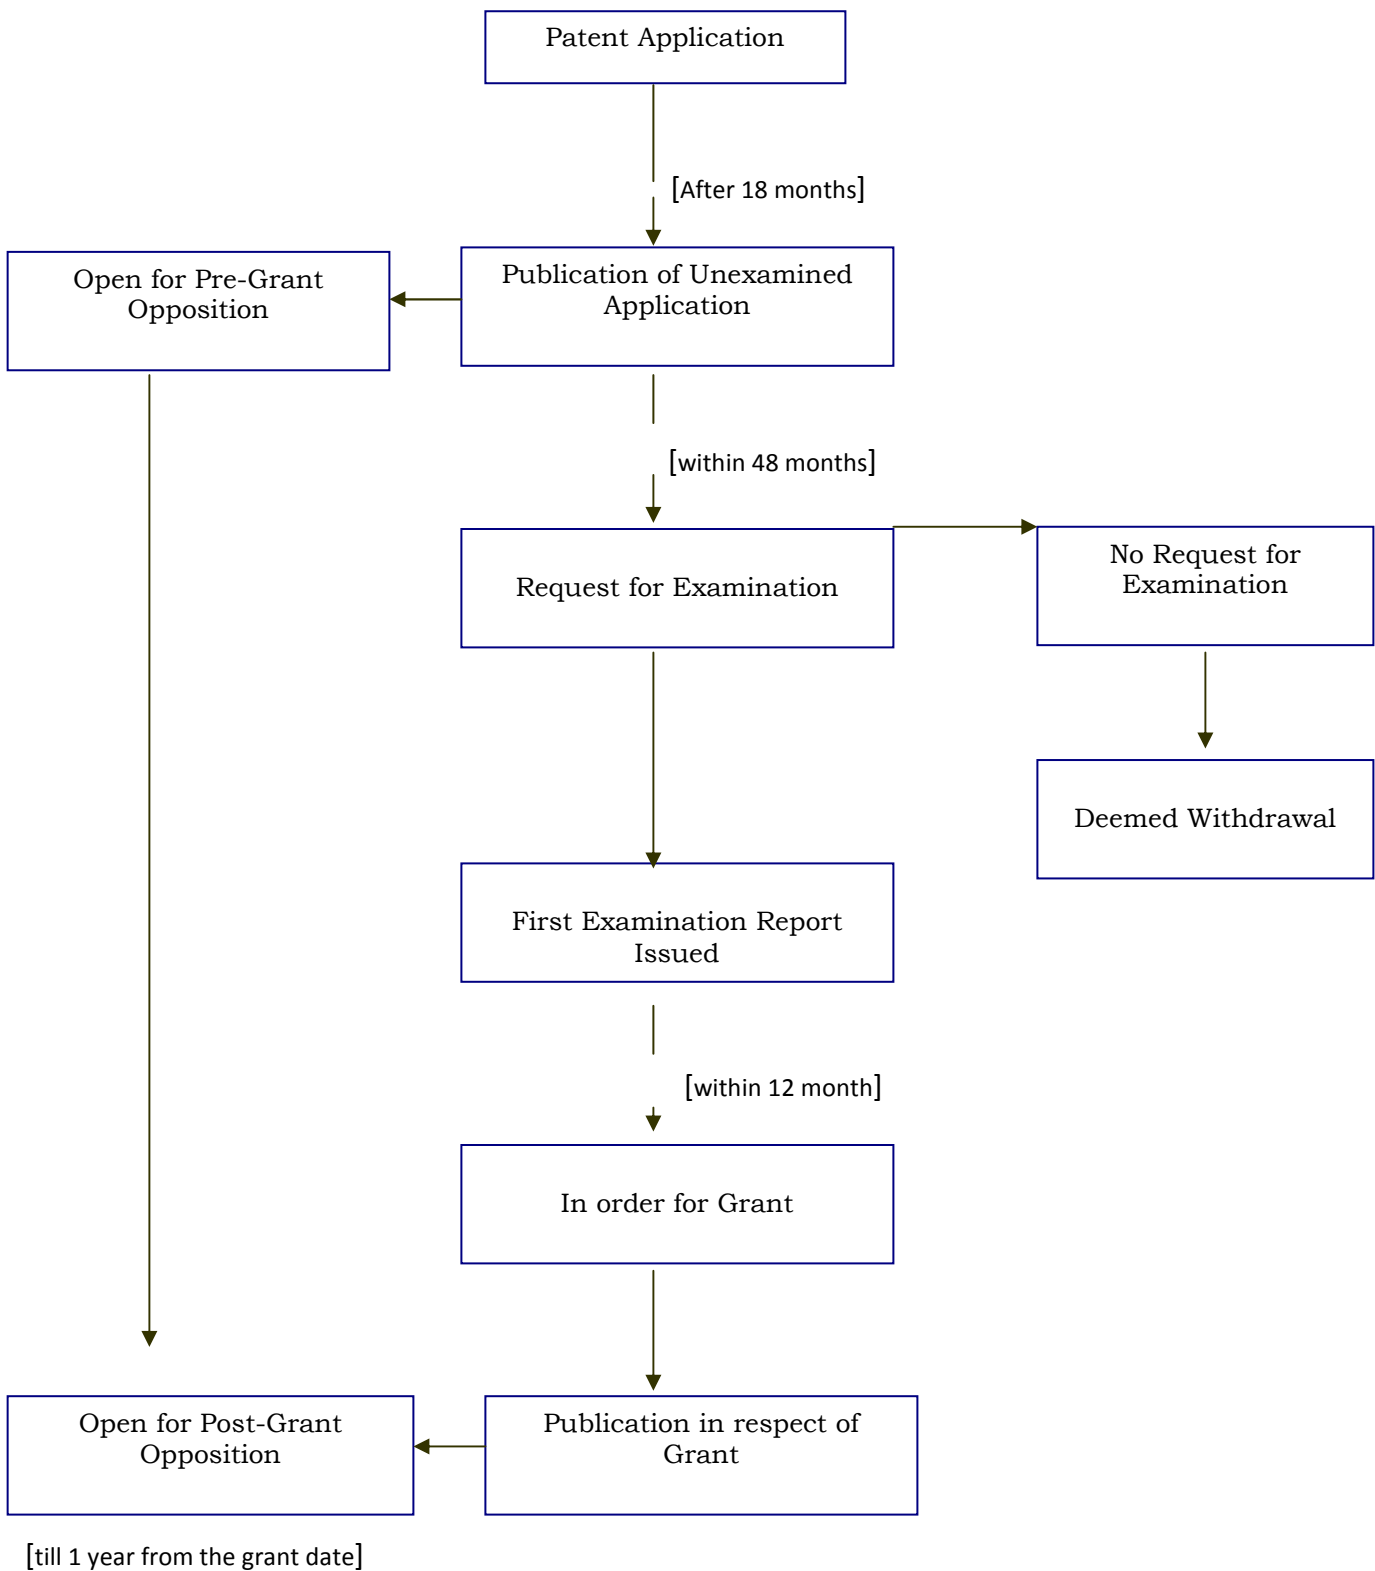 Patent Application
[After 18 months]
Open for Pre-Grant
Opposition
Publication of Unexamined
Application
[within 48 months]
Request for Examination
No Request for
Examination
Deemed Withdrawal
First Examination Report
Issued
[within 12 month]
In order for Grant
Open for Post-Grant
Opposition
Publication in respect of
Grant
[till 1 year from the grant date]